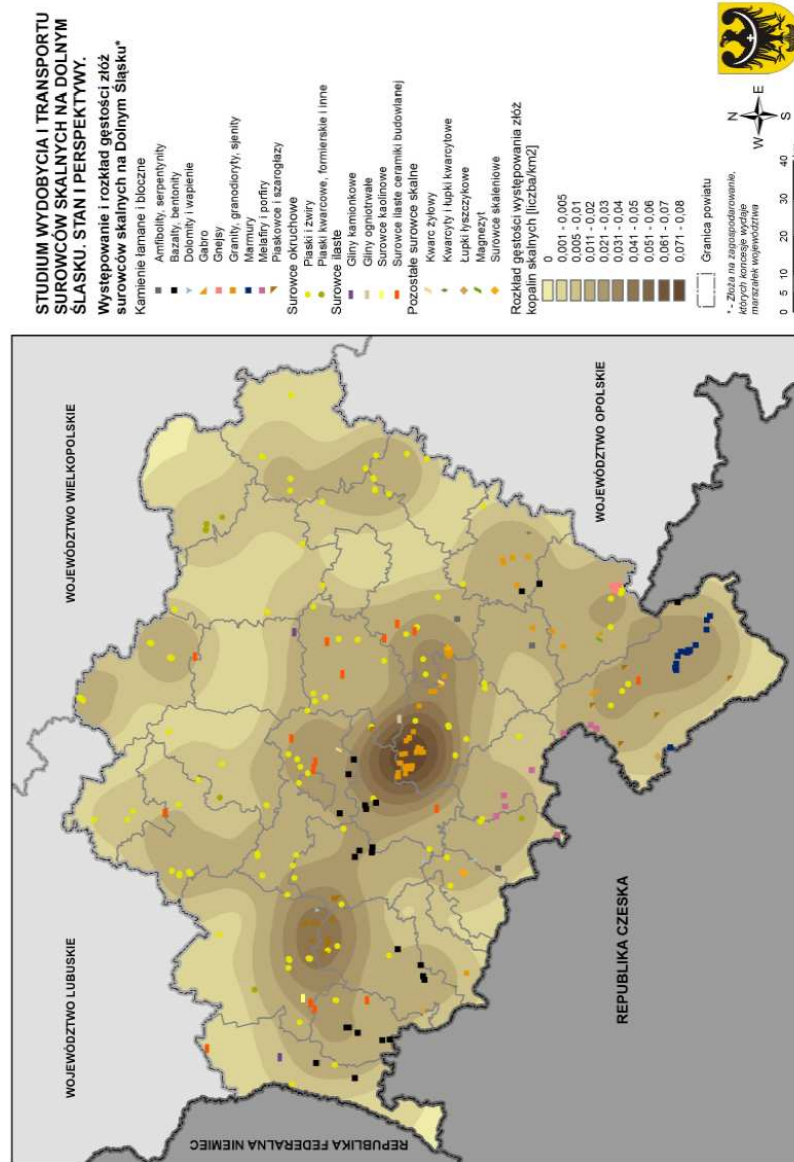 STUDIUM WYDOBYCIA I TRANSPORTU
SUROWCÓW SKALNYCH NA DOLNYM
ŚLĄSKU. STAN I PERSPEKTYWY.
Występowanie i rozkład gęstości złóż
surowców skalnych na Dolnym Śląsku*
Kamienie łamane i bloczne
Amfibolity, serpentynity
Bazalty, bentonity
Dolomity i wapienie
Gabro
Gnejsy
Granity, granodioryty, sjenity
Marmury
Melafiry i porfiry
Piaskowce i szarogłazy
Surowce okruchowe
Piaski i żwiry
Piaski kwarcowe, formierskie i inne
Surowce ilaste
Gliny kamionkowe
Gliny ogniotrwałe
Surowce kaolinowe
Surowce ilaste ceramiki budowlanej
Pozostałe surowce skalne
Kwarc żyłowy
Kwarcyty i łupki kwarcytowe
Łupki łyszczykowe
Magnezyt
Surowce skaleniowe
Rozkład gęstości występowania złóż
kopalin skalnych [liczba/km2]
0
0,001 - 0,005
0,005 - 0,01
0,011 - 0,02
0,021 - 0,03
0,031 - 0,04
0,041 - 0,05
0,051 - 0,06
0,061 - 0,07
0,071 - 0,08
Granica powiatu
* - Złoża na zagospodarowanie,
których koncesje wydaje
marszałek województwa
N
W
E
S
0 5 10 20 30 40
WOJEWÓDZTWO LUBUSKIE
WOJEWÓDZTWO WIELKOPOLSKIE
WOJEWÓDZTWO OPOLSKIE
REPUBLIKA CZESKA
REPUBLIKA FEDERALNA NIEMIEC